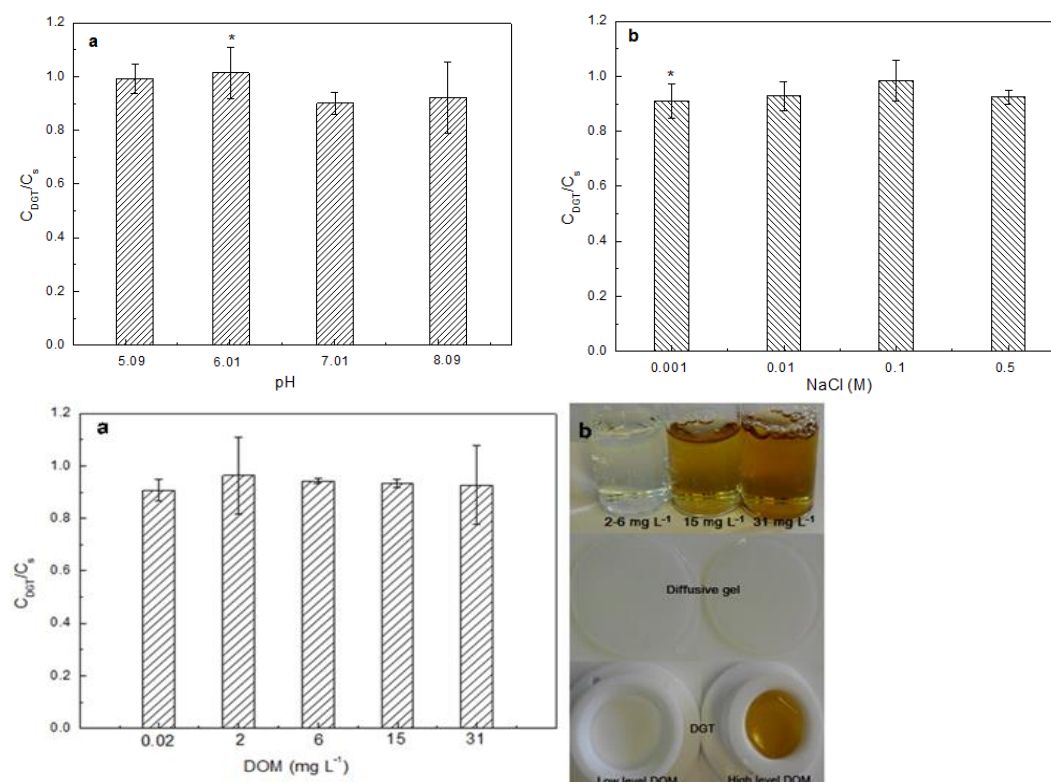 a
*
1.2
1.0
0.8
0.6
0.4
0.2
0.0
C_DGT/C_s
5.09 6.01 7.01 8.09
pH
b
*
1.2
1.0
0.8
0.6
0.4
0.2
0.0
C_DGT/C_s
0.001 0.01 0.1 0.5
NaCl (M)
a
1.2
1.0
0.8
0.6
0.4
0.2
0.0
C_DGT/C_s
0.02 2 6 15 31
DOM (mg L⁻¹)
b
2-6 mg L⁻¹ 15 mg L⁻¹ 31 mg L⁻¹
Diffusive gel
DGT
Low level DOM High level DOM